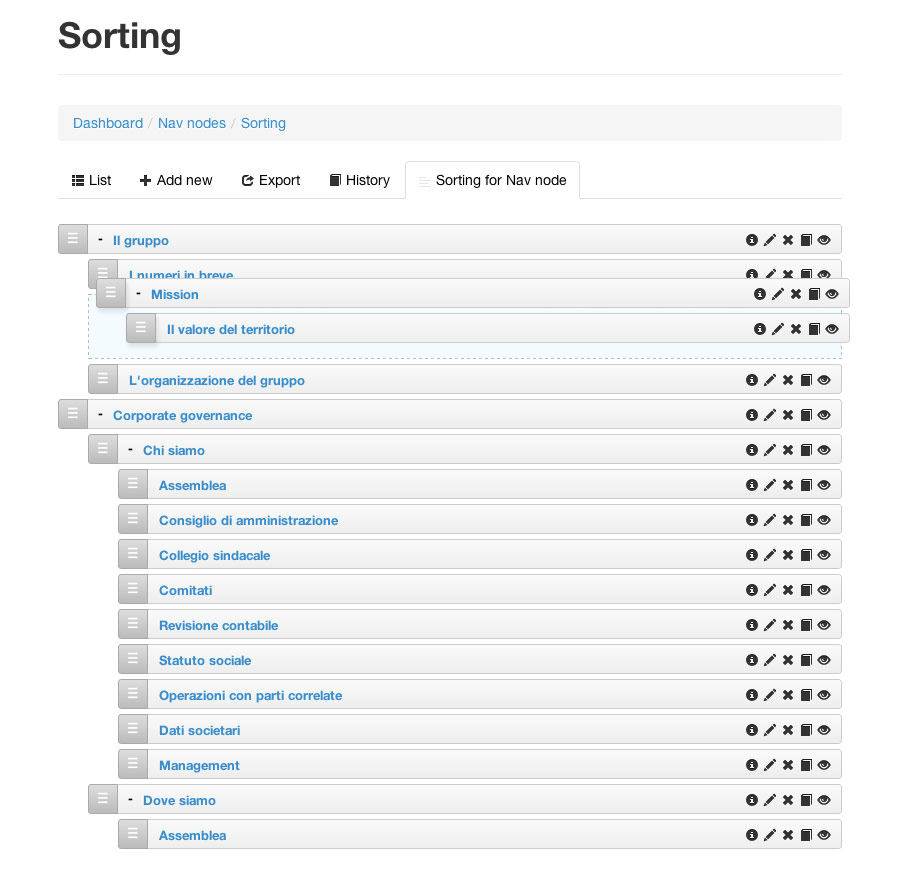 Sorting
Dashboard / Nav nodes / Sorting
List Add new Export History Sorting for Nav node
- Il gruppo
I numeri in breve
- Mission
Il valore del territorio
L'organizzazione del gruppo
- Corporate governance
- Chi siamo
Assemblea
Consiglio di amministrazione
Collegio sindacale
Comitati
Revisione contabile
Statuto sociale
Operazioni con parti correlate
Dati societari
Management
- Dove siamo
Assemblea